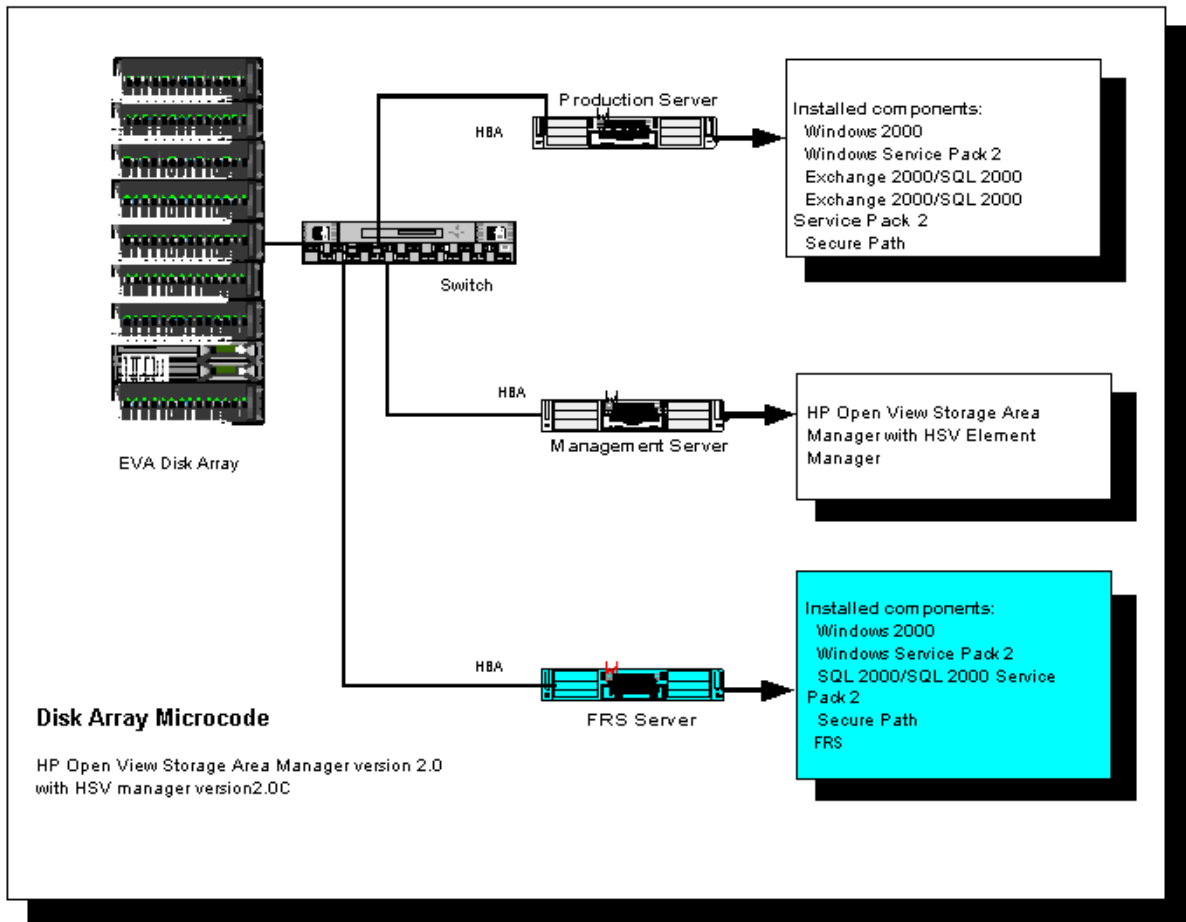 Production Server
HBA
Installed components:
Windows 2000
Windows Service Pack 2
Exchange 2000/SQL 2000
Exchange 2000/SQL 2000
Service Pack 2
Secure Path
Switch
HBA
Management Server
HP Open View Storage Area
Manager with HSV Element
Manager
EVA Disk Array
HBA
FRS Server
Installed components:
Windows 2000
Windows Service Pack 2
SQL 2000/SQL 2000 Service
Pack 2
Secure Path
FRS
Disk Array Microcode
HP Open View Storage Area Manager version 2.0
with HSV manager version2.0C